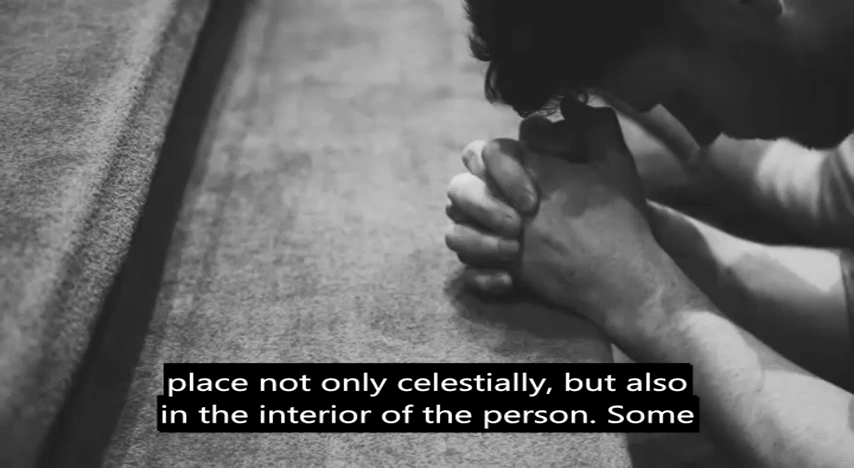 place not only celestially, but also
in the interior of the person. Some